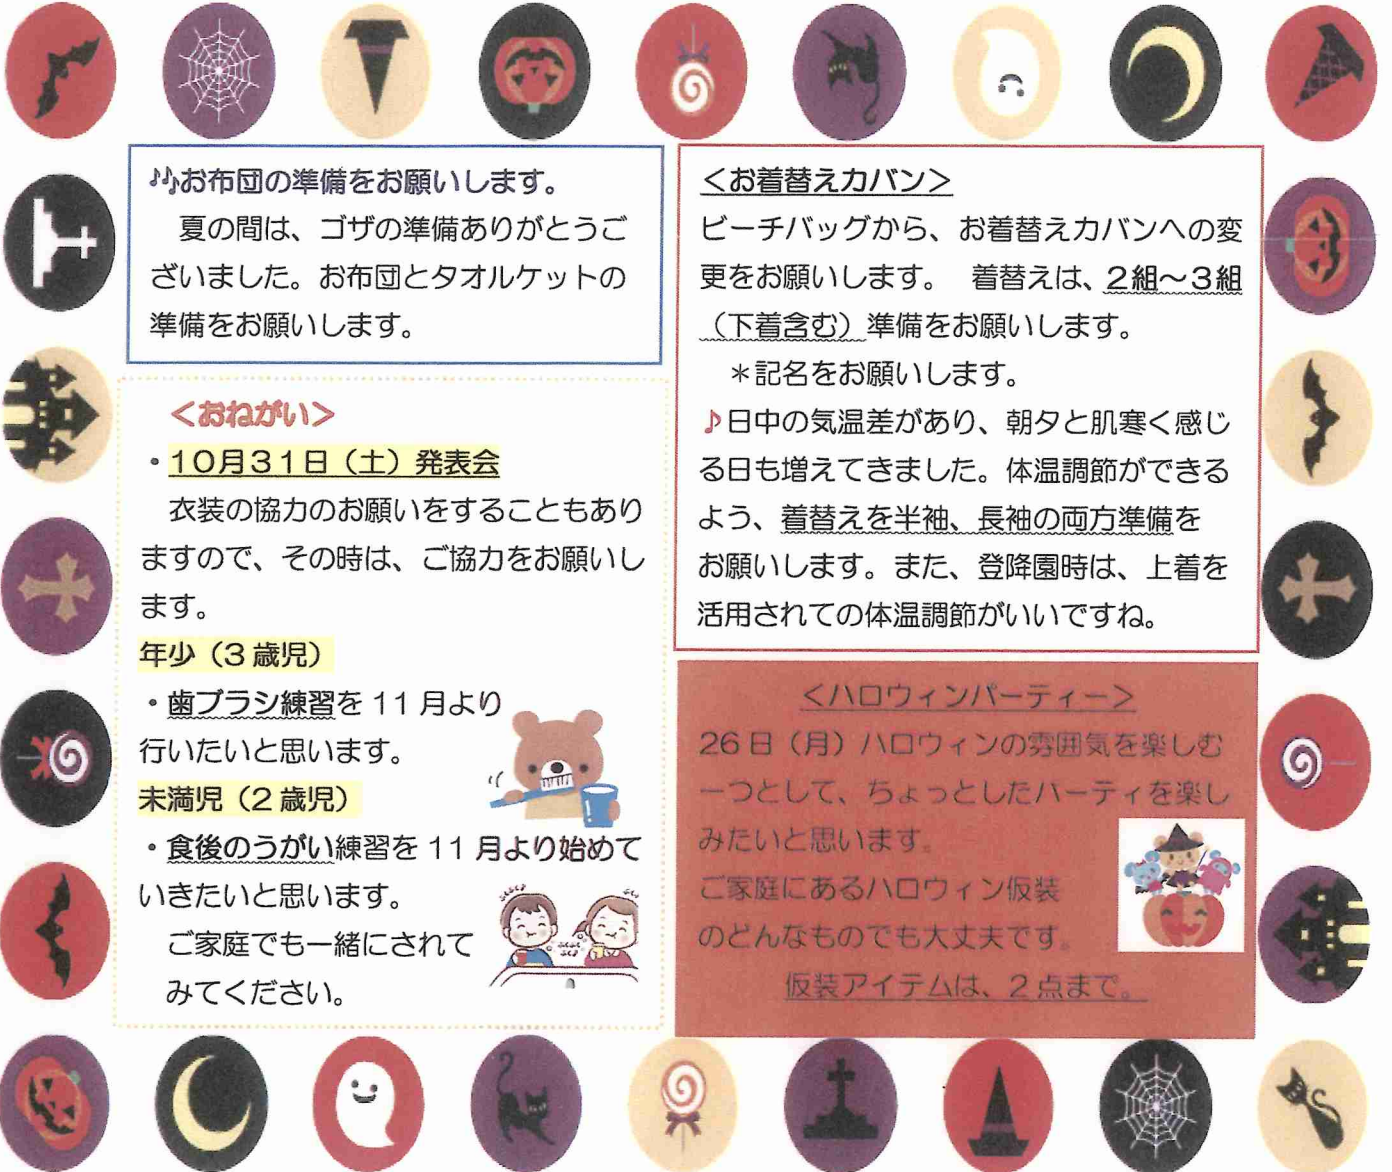 ♪♪お布団の準備をお願いします。
夏の間は、ゴザの準備ありがとうご
ざいました。お布団とタオルケットの
準備をお願いします。
＜おねがい＞
・10月31日（土）発表会
衣装の協力のお願いをすることもあり
ますので、その時は、ご協力をお願いし
ます。
年少（3歳児）
・歯ブラシ練習を 11 月より
行いたいと思います。
未満児（2歳児）
・食後のうがい練習を 11 月より始めて
いきたいと思います。
ご家庭でも一緒にされて
みてください。
＜お着替えカバン＞
ビーチバッグから、お着替えカバンへの変
更をお願いします。　着替えは、2組～3組
（下着含む）準備をお願いします。
＊記名をお願いします。
♪日中の気温差があり、朝夕と肌寒く感じ
る日も増えてきました。体温調節ができる
よう、着替えを半袖、長袖の両方準備を
お願いします。また、登降園時は、上着を
活用されての体温調節がいいですね。
＜ハロウィンパーティー＞
26日（月）ハロウィンの雰囲気を楽しむ
一つとして、ちょっとしたパーティを楽し
みたいと思います。
ご家庭にあるハロウィン仮装
のどんなものでも大丈夫です。
仮装アイテムは、2点まで。